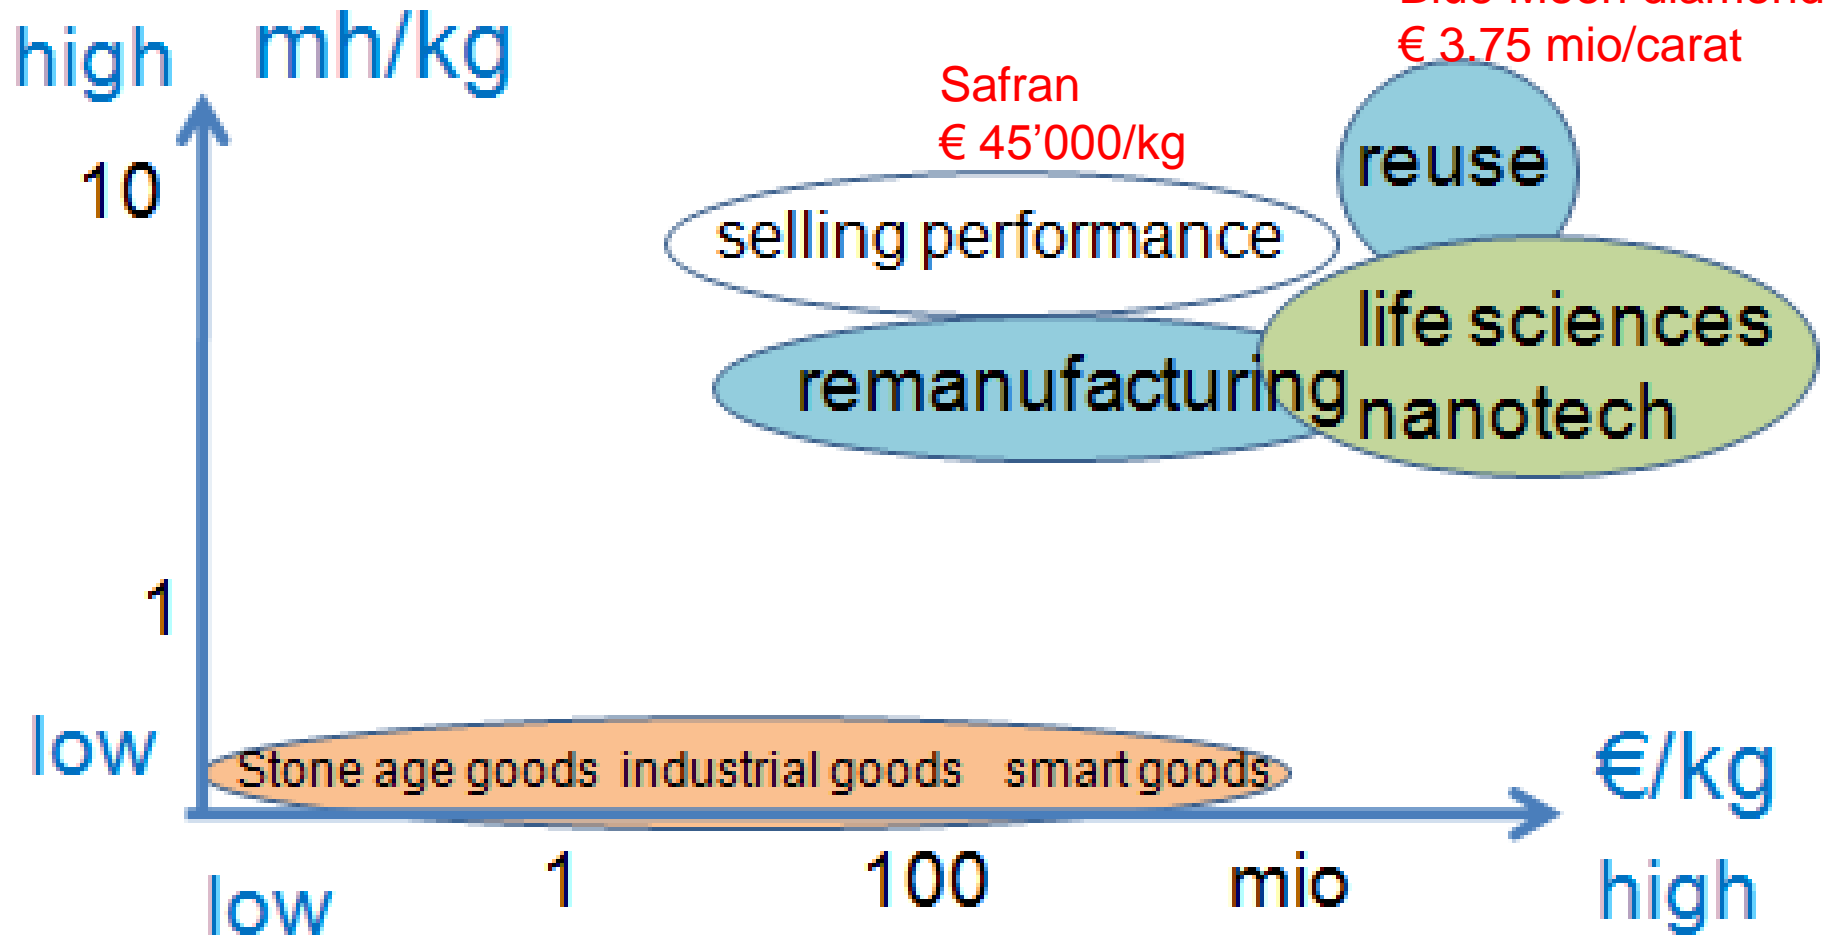 € 3.75 mio/carat
high mh/kg
Safran
€ 45’000/kg
10
reuse
selling performance
life sciences
remanufacturing
nanotech
1
low
Stone age goods industrial goods smart goods
€/kg
1 100 mio
low
high